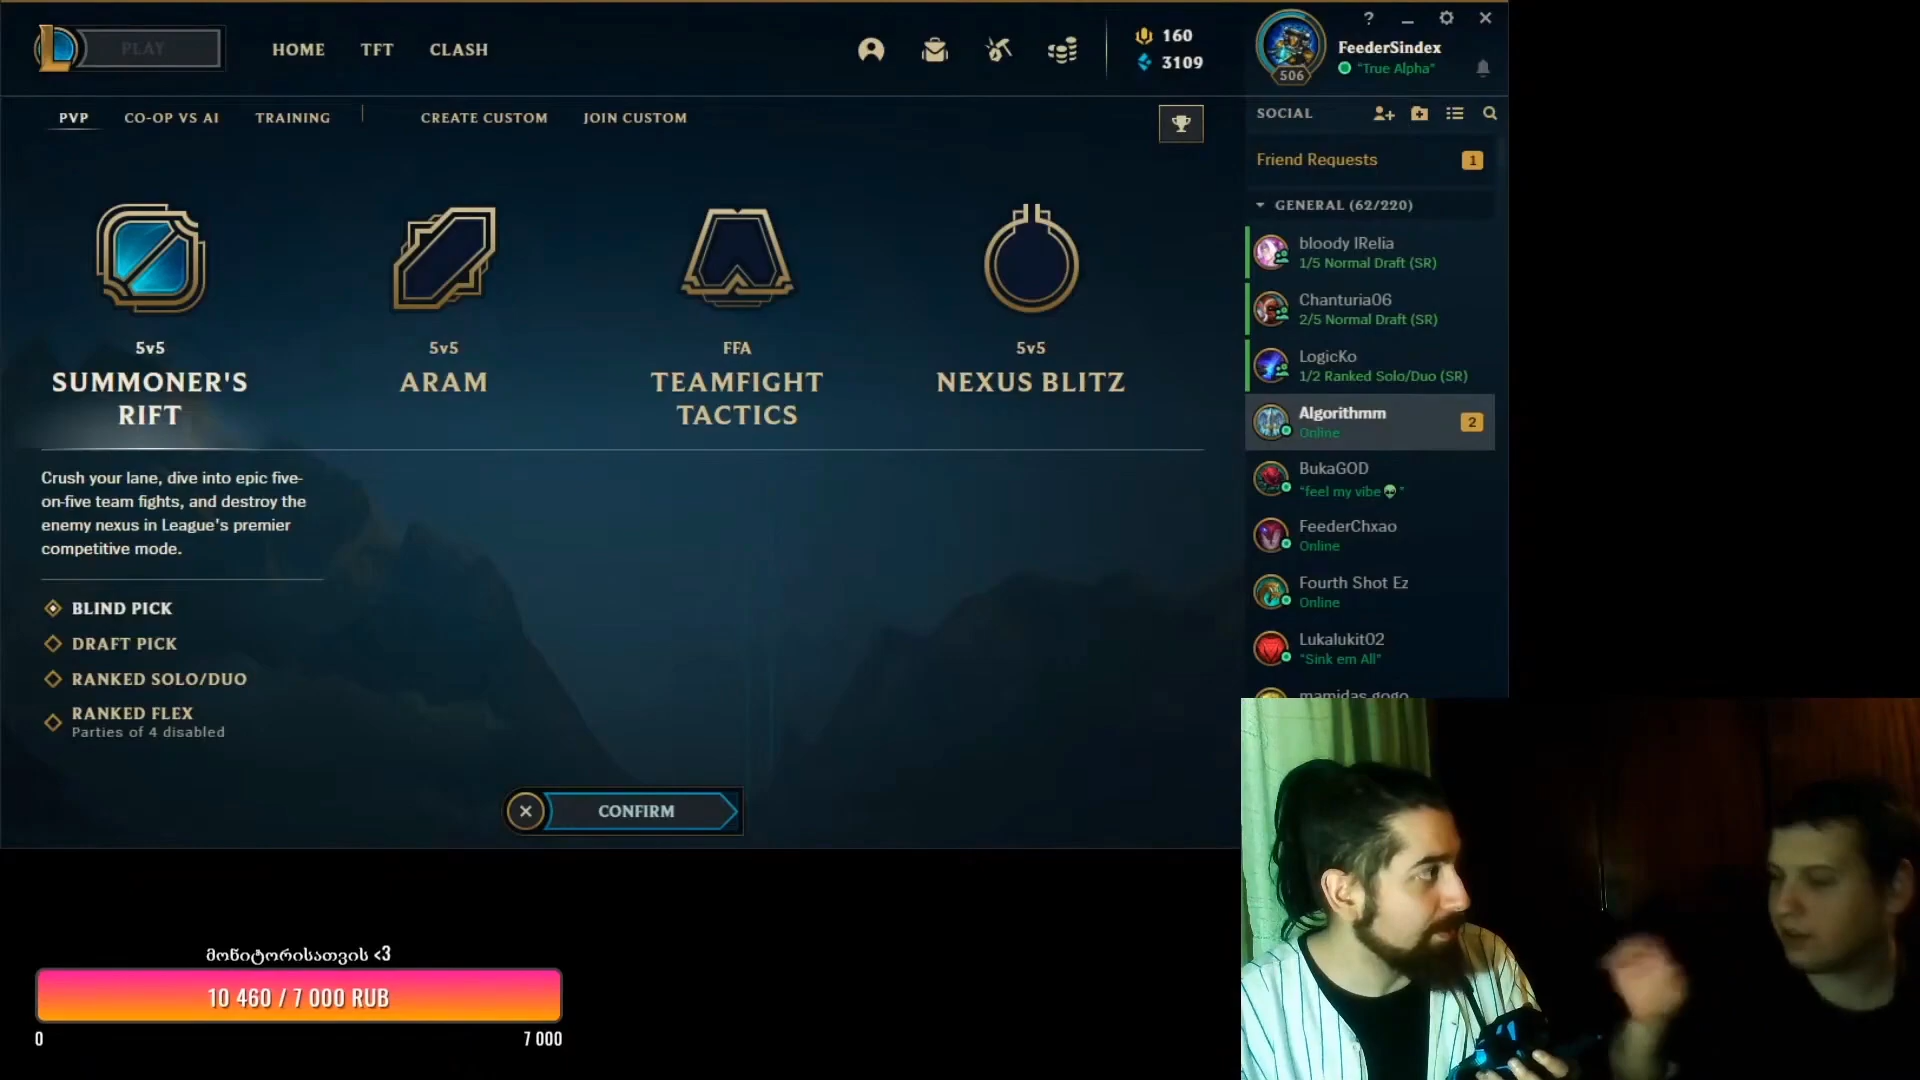 PLAY
HOME
TFT
CLASH
160
3109
506
?
FeederSindex
"True Alpha"
PVP
CO-OP VS AI
TRAINING
CREATE CUSTOM
JOIN CUSTOM
SOCIAL
Friend Requests
1
GENERAL (62/220)
bloody IRelia
1/5 Normal Draft (SR)
Chanturia06
2/5 Normal Draft (SR)
LogicKo
1/2 Ranked Solo/Duo (SR)
Algorithmm
Online
2
BukaGOD
"feel my vibe👽"
FeederChxao
Online
Fourth Shot Ez
Online
Lukalukit02
"Sink em All"
mamidas gogo
5v5
SUMMONER'S
RIFT
5v5
ARAM
FFA
TEAMFIGHT
TACTICS
5v5
NEXUS BLITZ
Crush your lane, dive into epic five-
on-five team fights, and destroy the
enemy nexus in League's premier
competitive mode.
BLIND PICK
DRAFT PICK
RANKED SOLO/DUO
RANKED FLEX
Parties of 4 disabled
CONFIRM
მონიტორისათვის <3
10 460 / 7 000 RUB
0
7 000